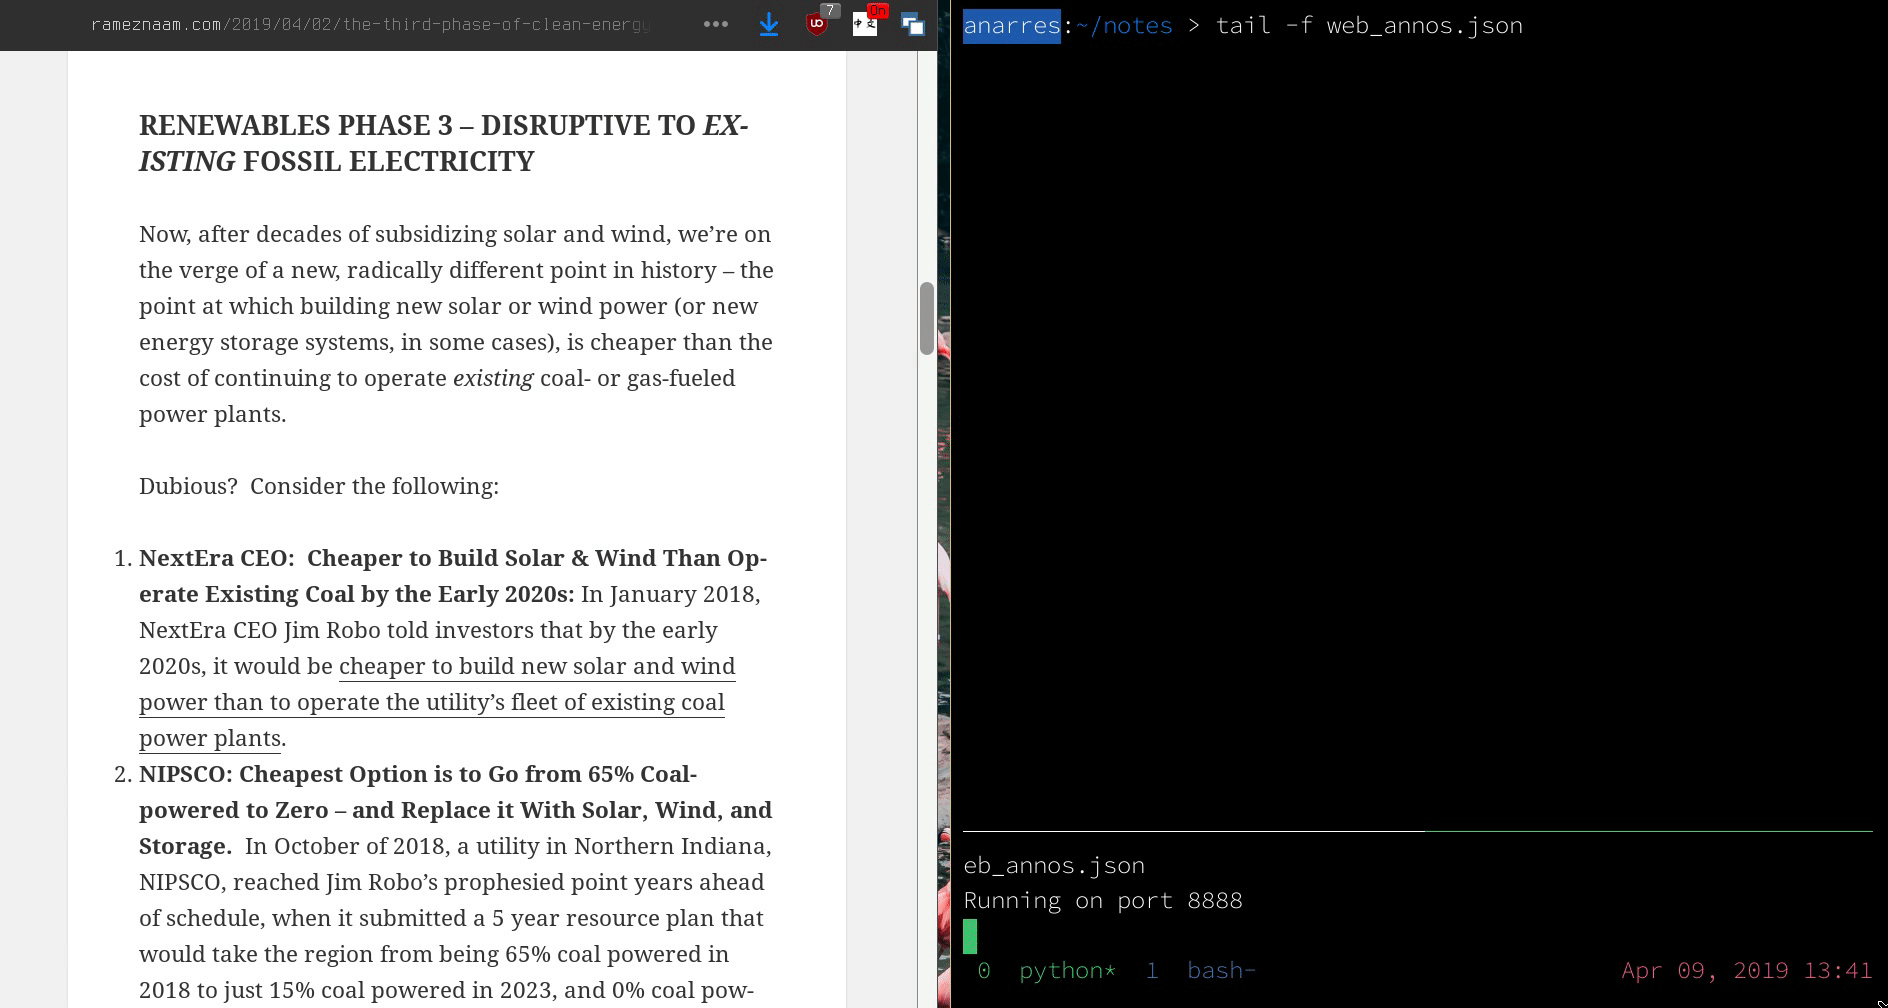 rameznaam.com/2019/04/02/the-third-phase-of-clean-energy
7
On
RENEWABLES PHASE 3 – DISRUPTIVE TO EX-
ISTING FOSSIL ELECTRICITY
Now, after decades of subsidizing solar and wind, we’re on
the verge of a new, radically different point in history – the
point at which building new solar or wind power (or new
energy storage systems, in some cases), is cheaper than the
cost of continuing to operate existing coal- or gas-fueled
power plants.
Dubious?  Consider the following:
1. NextEra CEO:  Cheaper to Build Solar & Wind Than Op-
erate Existing Coal by the Early 2020s: In January 2018,
NextEra CEO Jim Robo told investors that by the early
2020s, it would be cheaper to build new solar and wind
power than to operate the utility’s fleet of existing coal
power plants.
2. NIPSCO: Cheapest Option is to Go from 65% Coal-
powered to Zero – and Replace it With Solar, Wind, and
Storage.  In October of 2018, a utility in Northern Indiana,
NIPSCO, reached Jim Robo’s prophesied point years ahead
of schedule, when it submitted a 5 year resource plan that
would take the region from being 65% coal powered in
2018 to just 15% coal powered in 2023, and 0% coal pow-
anarres:~/notes > tail -f web_annos.json
eb_annos.json
Running on port 8888
0  python*  1  bash-
Apr 09, 2019 13:41